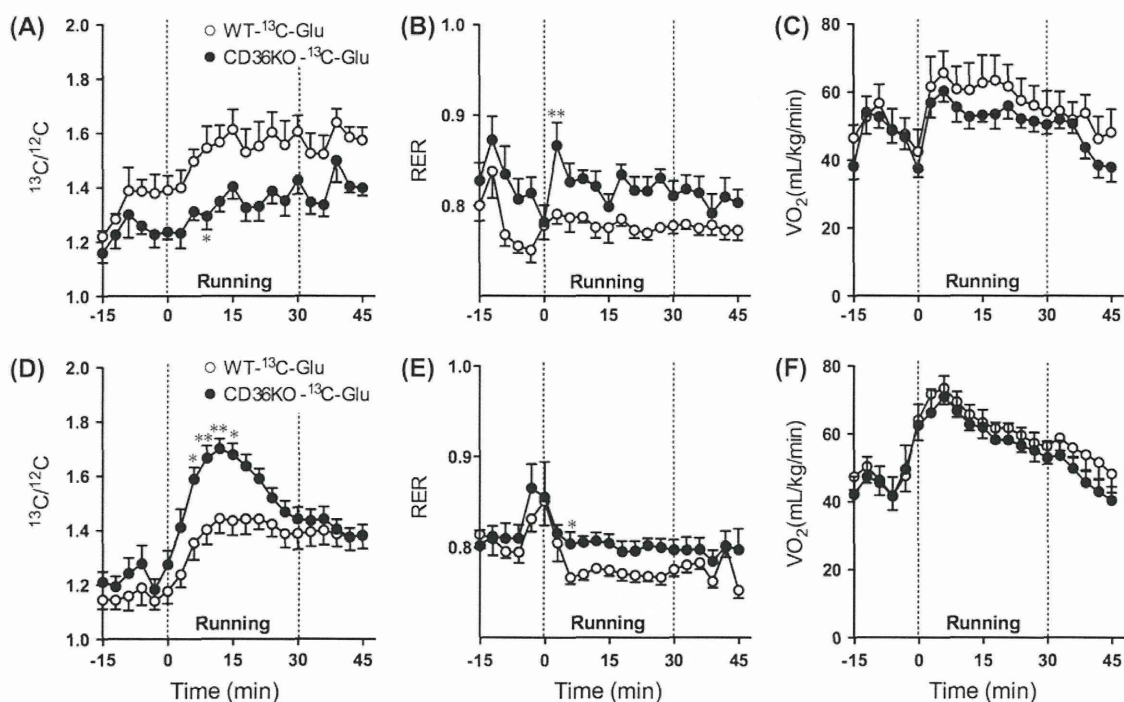 (A)
2.0
1.8
1.6
1.4
1.2
1.0
¹³C/¹²C
WT-¹³C-Glu
CD36KO-¹³C-Glu
*
Running
-15 0 15 30 45
(B)
1.0
0.9
0.8
RER
**
Running
-15 0 15 30 45
(C)
80
60
40
20
0
VO₂(mL/kg/min)
Running
-15 0 15 30 45
(D)
2.0
1.8
1.6
1.4
1.2
1.0
¹³C/¹²C
WT-¹³C-Glu
CD36KO-¹³C-Glu
* ** ** *
Running
-15 0 15 30 45
Time (min)
(E)
1.0
0.9
0.8
RER
*
Running
-15 0 15 30 45
Time (min)
(F)
80
60
40
20
0
VO₂(mL/kg/min)
Running
-15 0 15 30 45
Time (min)